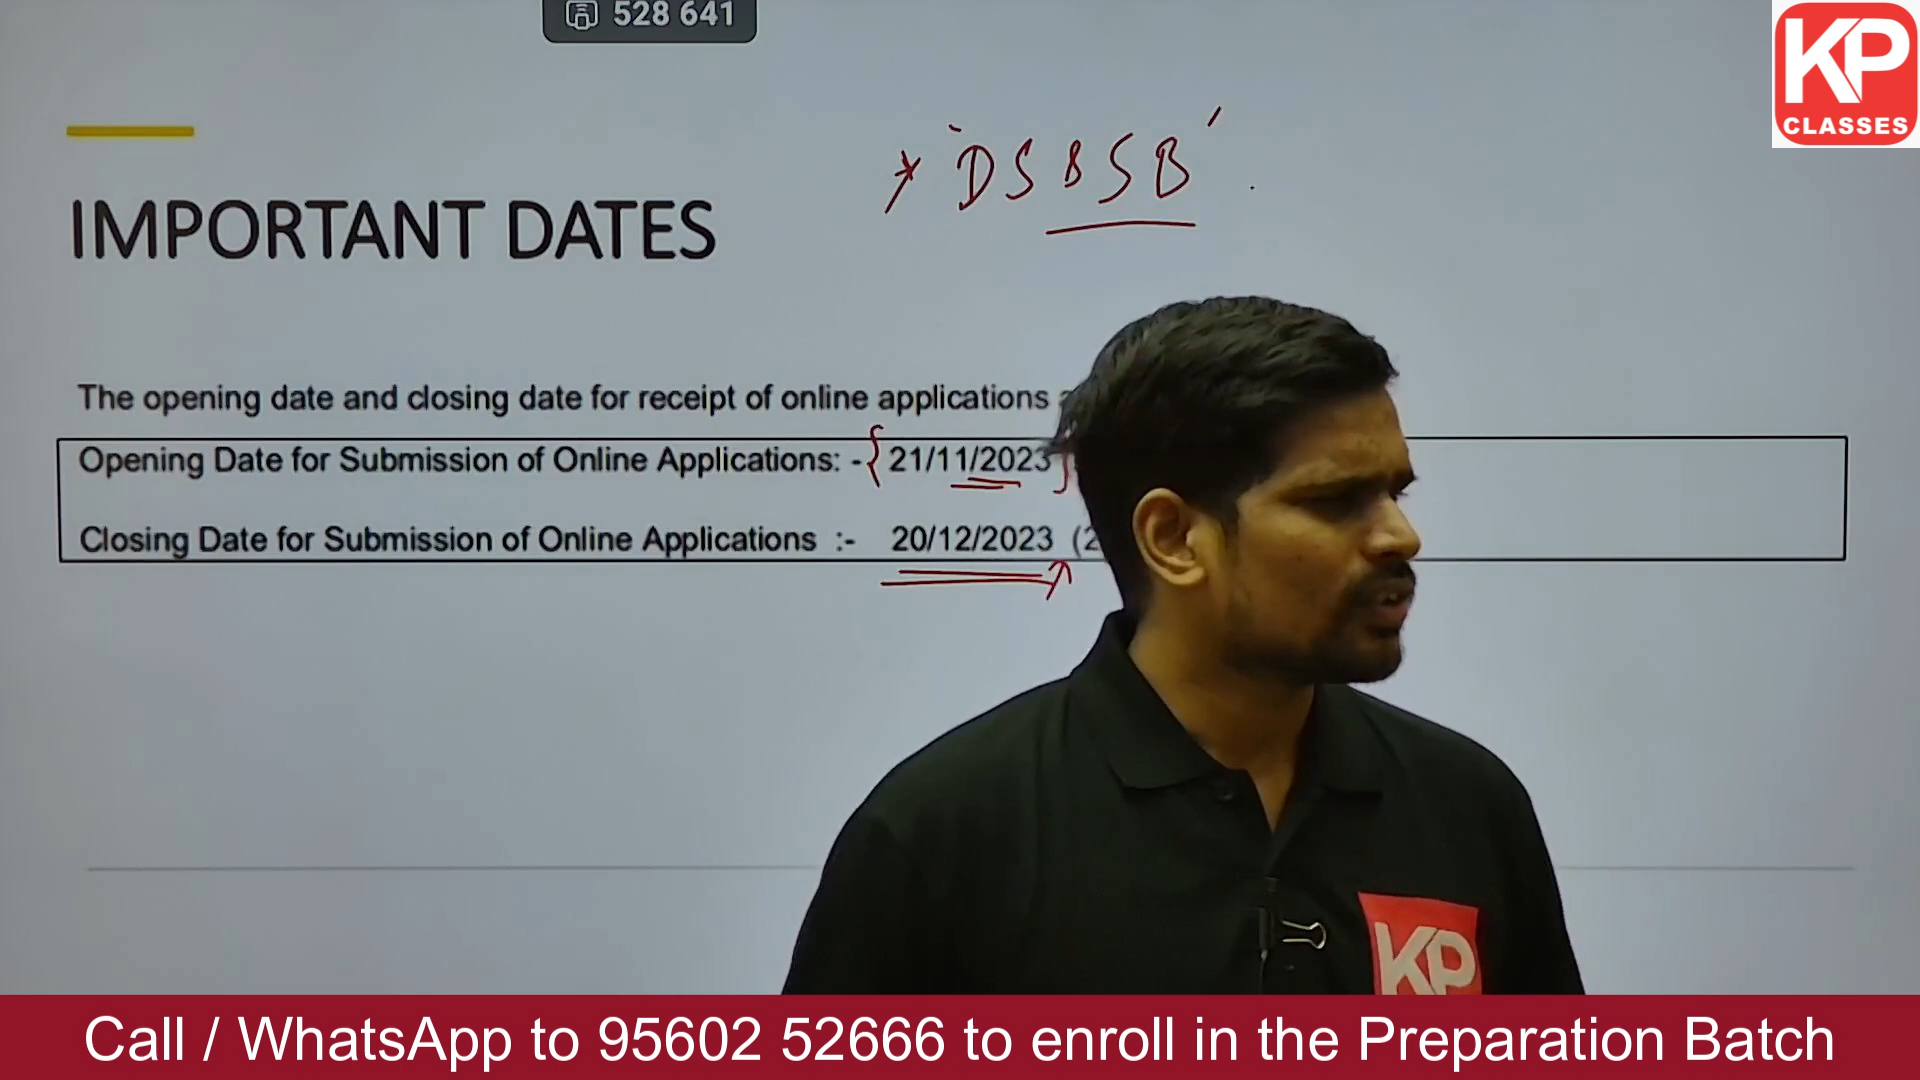 528 641
KP
CLASSES
'DSBSB'
IMPORTANT DATES
The opening date and closing date for receipt of online applications
Opening Date for Submission of Online Applications: - 21/11/2023
Closing Date for Submission of Online Applications :- 20/12/2023 (2
KP
Call / WhatsApp to 95602 52666 to enroll in the Preparation Batch